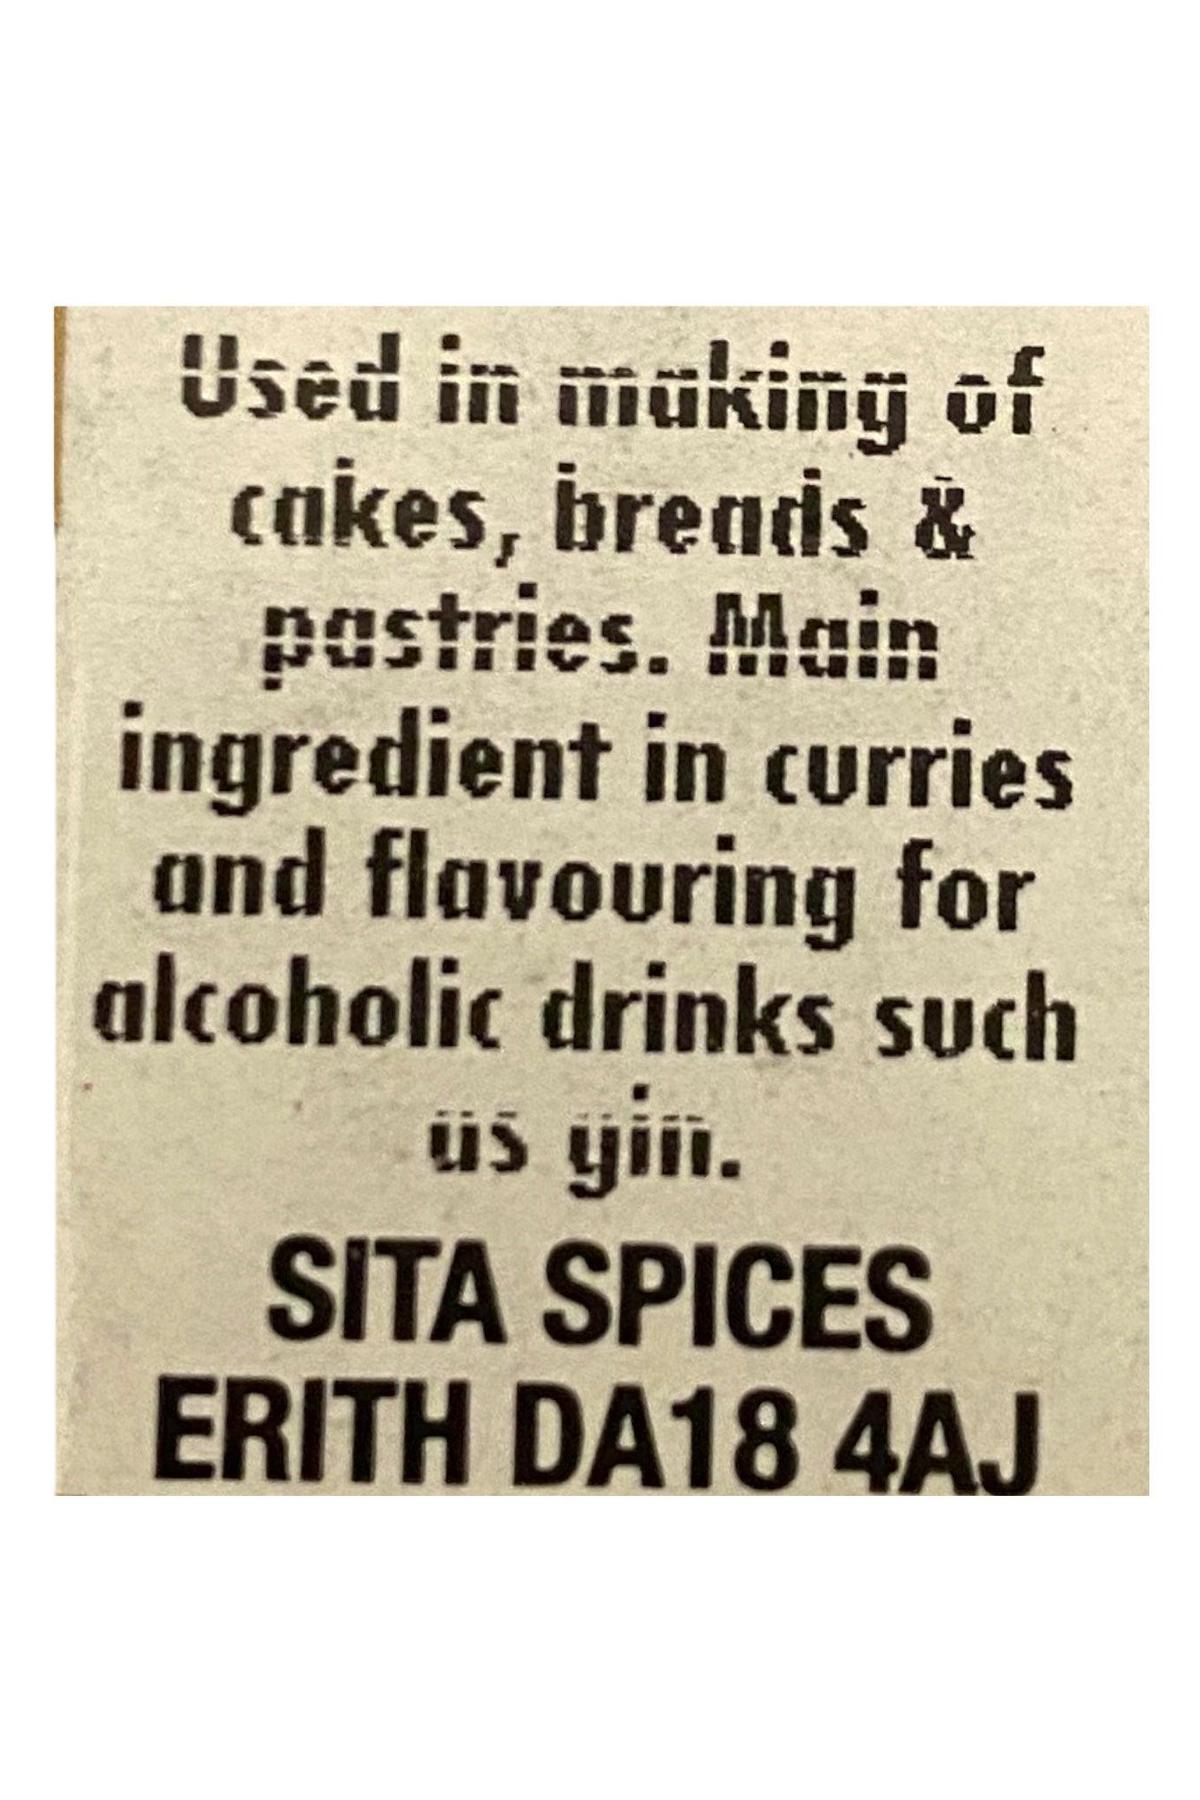 Used in making of
cakes, breads &
pastries. Main
ingredient in curries
and flavouring for
alcoholic drinks such
as gin.
SITA SPICES
ERITH DA18 4AJ